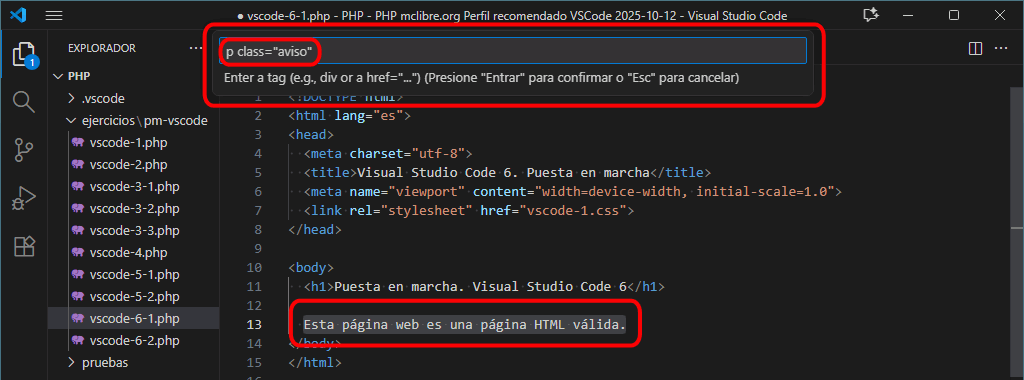 vscode-6-1.php - PHP - PHP mclibre.org Perfil recomendado VSCode 2025-10-12 - Visual Studio Code
EXPLORADOR
1
PHP
.vscode
ejercicios\pm-vscode
vscode-1.php
vscode-2.php
vscode-3-1.php
vscode-3-2.php
vscode-3-3.php
vscode-4.php
vscode-5-1.php
vscode-5-2.php
vscode-6-1.php
vscode-6-2.php
pruebas
p class="aviso"
Enter a tag (e.g., div or a href="...") (Presione "Entrar" para confirmar o "Esc" para cancelar)
1 <!DOCTYPE html>
2 <html lang="es">
3 <head>
4 <meta charset="utf-8">
5 <title>Visual Studio Code 6. Puesta en marcha</title>
6 <meta name="viewport" content="width=device-width, initial-scale=1.0">
7 <link rel="stylesheet" href="vscode-1.css">
8 </head>
9
10 <body>
11 <h1>Puesta en marcha. Visual Studio Code 6</h1>
12
13 Esta página web es una página HTML válida.
14 </body>
15 </html>
16